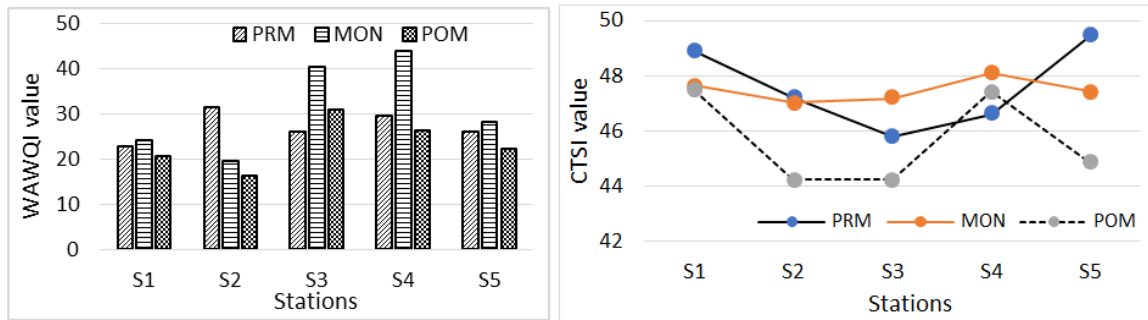 WAWQI value
50
40
30
20
10
0
PRM MON POM
S1 S2 S3 S4 S5
Stations
CTSI value
50
48
46
44
42
PRM MON POM
S1 S2 S3 S4 S5
Stations